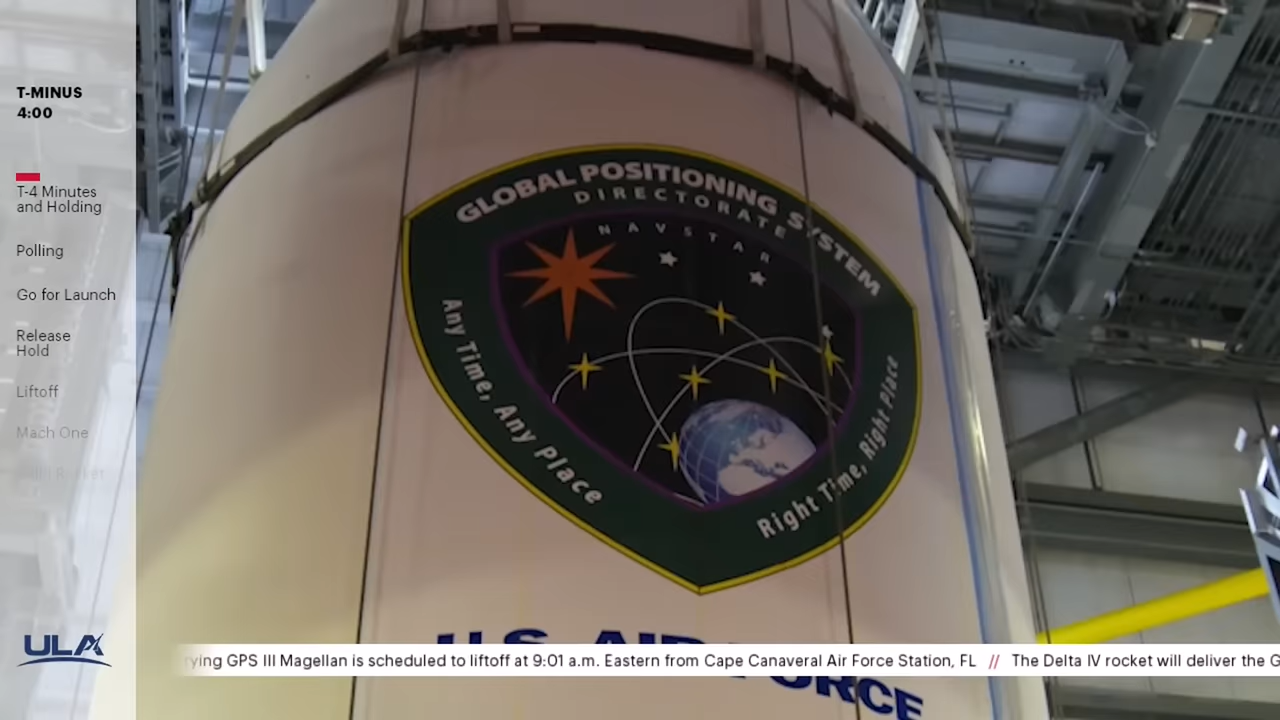 T-MINUS
4:00
T-4 Minutes
and Holding
Polling
Go for Launch
Release
Hold
Liftoff
Mach One
ULA
GLOBAL POSITIONING SYSTEM
DIRECTORATE
NAVSTAR
Any Time, Any Place
Right Time, Right Place
U.S. AIR FORCE
GPS III Magellan is scheduled to liftoff at 9:01 a.m. Eastern from Cape Canaveral Air Force Station, FL // The Delta IV rocket will deliver the